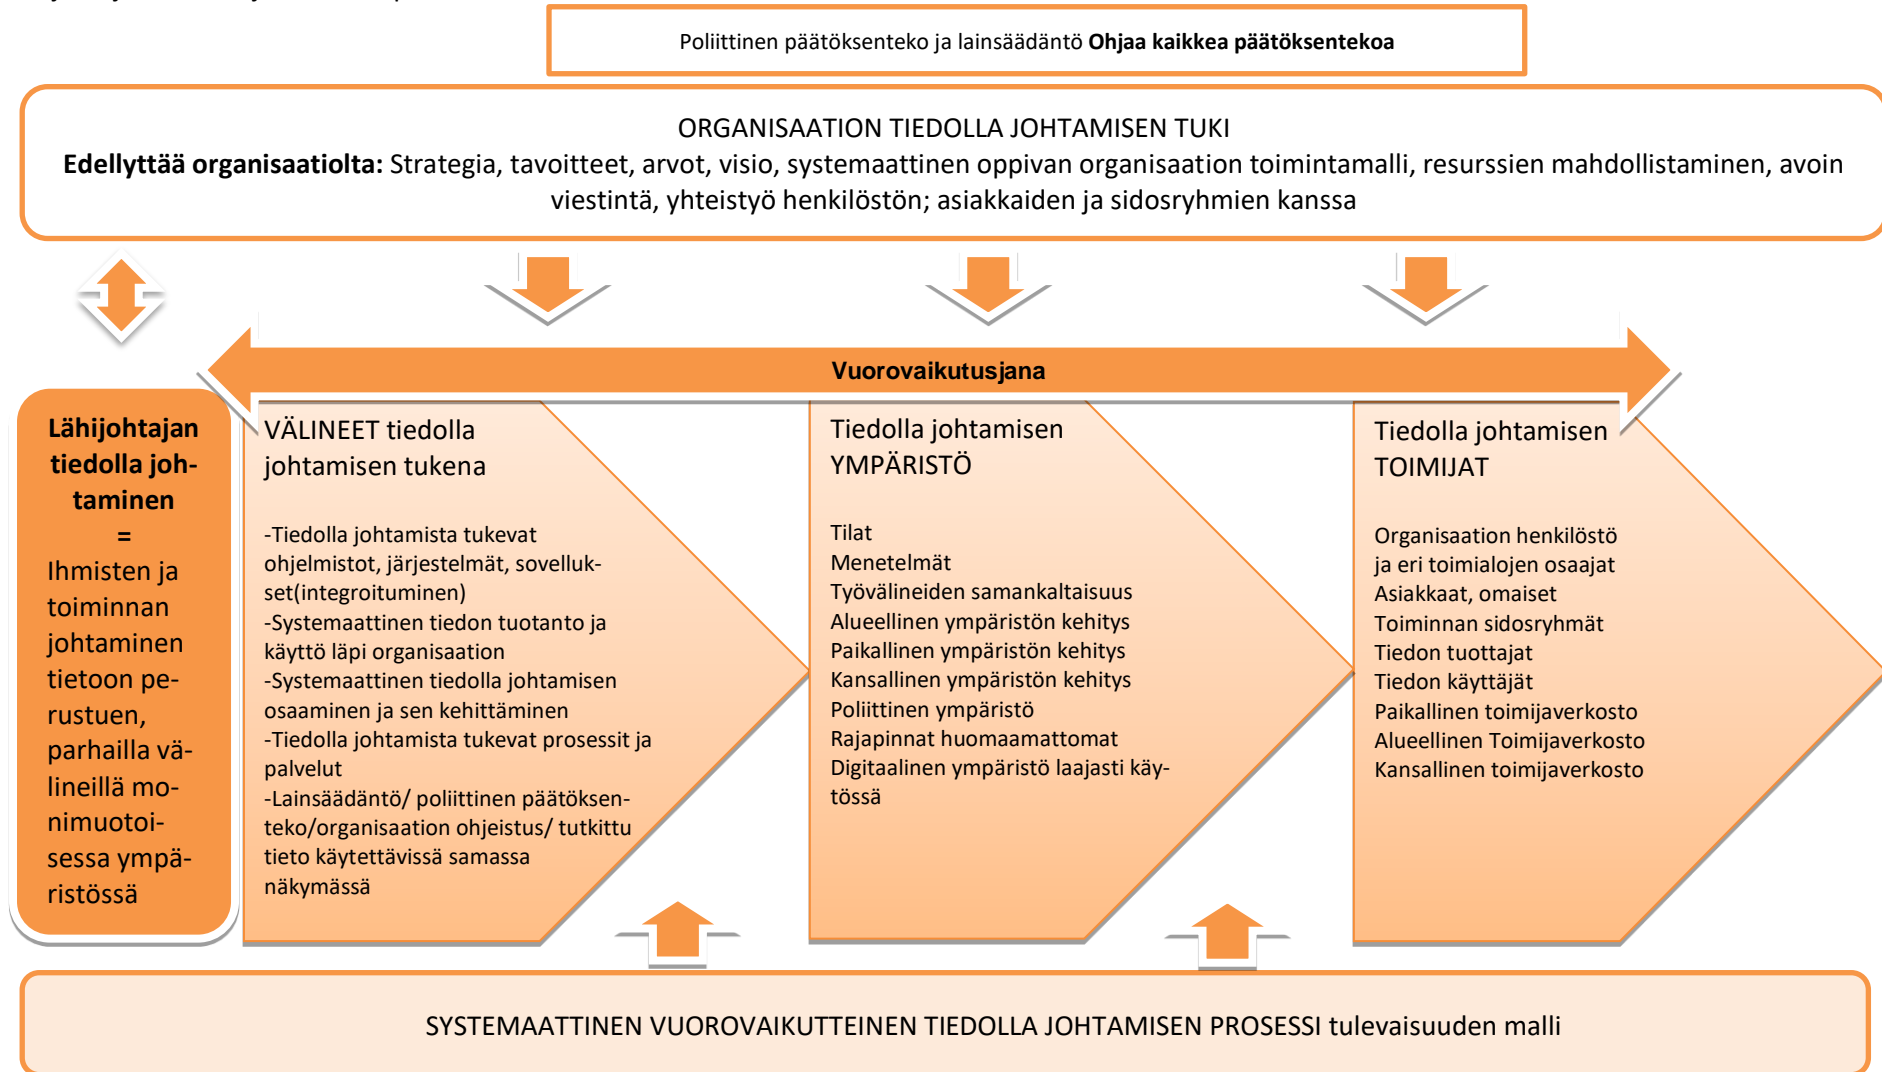 Poliittinen päätöksenteko ja lainsäädäntö Ohjaa kaikkea päätöksentekoa
ORGANISAATION TIEDOLLA JOHTAMISEN TUKI
Edellyttää organisaatiolta: Strategia, tavoitteet, arvot, visio, systemaattinen oppivan organisaation toimintamalli, resurssien mahdollistaminen, avoin
viestintä, yhteistyö henkilöstön; asiakkaiden ja sidosryhmien kanssa
Vuorovaikutusjana
Lähijohtajan
tiedolla joh-
taminen
=
Ihmisten ja
toiminnan
johtaminen
tietoon pe-
rustuen,
parhailla vä-
lineillä mo-
nimuotoi-
sessa ympä-
ristössä
VÄLINEET tiedolla
johtamisen tukena
-Tiedolla johtamista tukevat
ohjelmistot, järjestelmät, sovelluk-
set(integroituminen)
-Systemaattinen tiedon tuotanto ja
käyttö läpi organisaation
-Systemaattinen tiedolla johtamisen
osaaminen ja sen kehittäminen
-Tiedolla johtamista tukevat prosessit ja
palvelut
-Lainsäädäntö/ poliittinen päätöksen-
teko/organisaation ohjeistus/ tutkittu
tieto käytettävissä samassa
näkymässä
Tiedolla johtamisen
YMPÄRISTÖ
Tilat
Menetelmät
Työvälineiden samankaltaisuus
Alueellinen ympäristön kehitys
Paikallinen ympäristön kehitys
Kansallinen ympäristön kehitys
Poliittinen ympäristö
Rajapinnat huomaamattomat
Digitaalinen ympäristö laajasti käy-
tössä
Tiedolla johtamisen
TOIMIJAT
Organisaation henkilöstö
ja eri toimialojen osaajat
Asiakkaat, omaiset
Toiminnan sidosryhmät
Tiedon tuottajat
Tiedon käyttäjät
Paikallinen toimijaverkosto
Alueellinen Toimijaverkosto
Kansallinen toimijaverkosto
SYSTEMAATTINEN VUOROVAIKUTTEINEN TIEDOLLA JOHTAMISEN PROSESSI tulevaisuuden malli